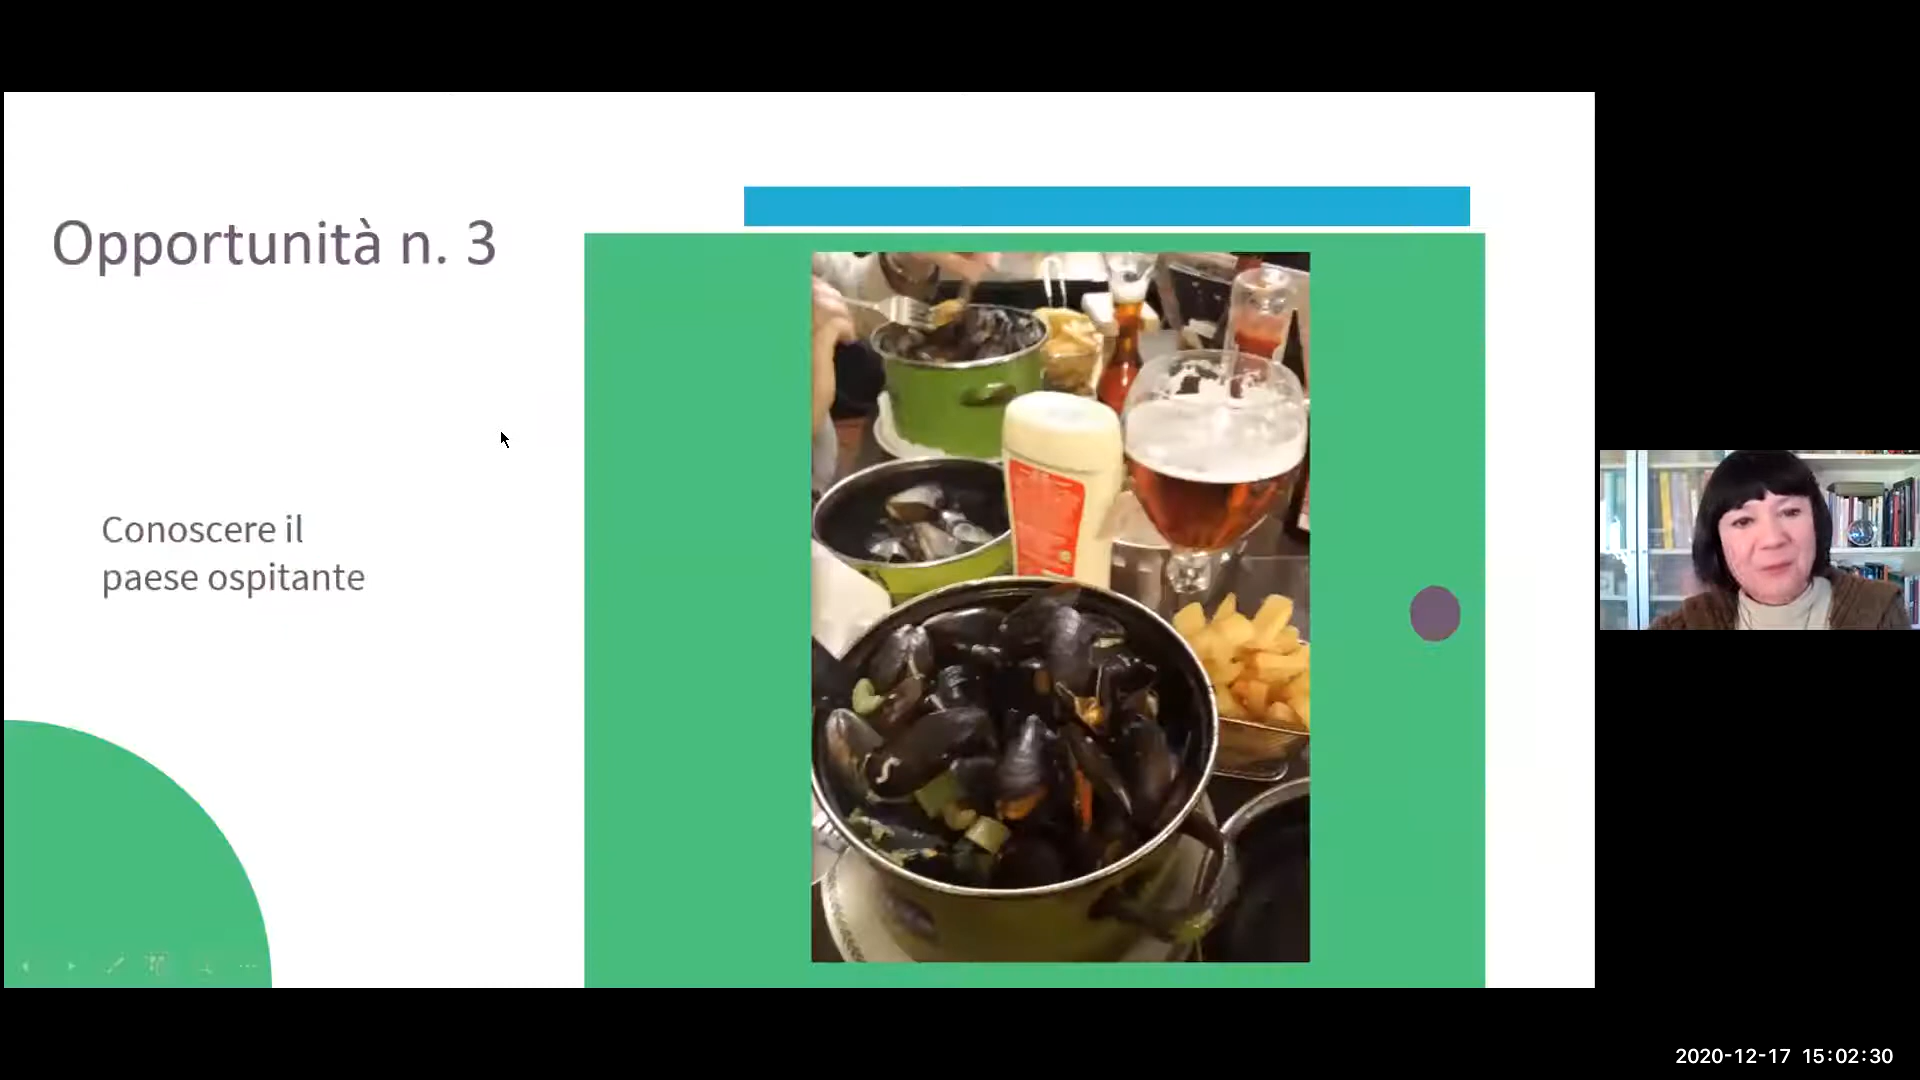 Opportunità n. 3
Conoscere il
paese ospitante
2020-12-17 15:02:30